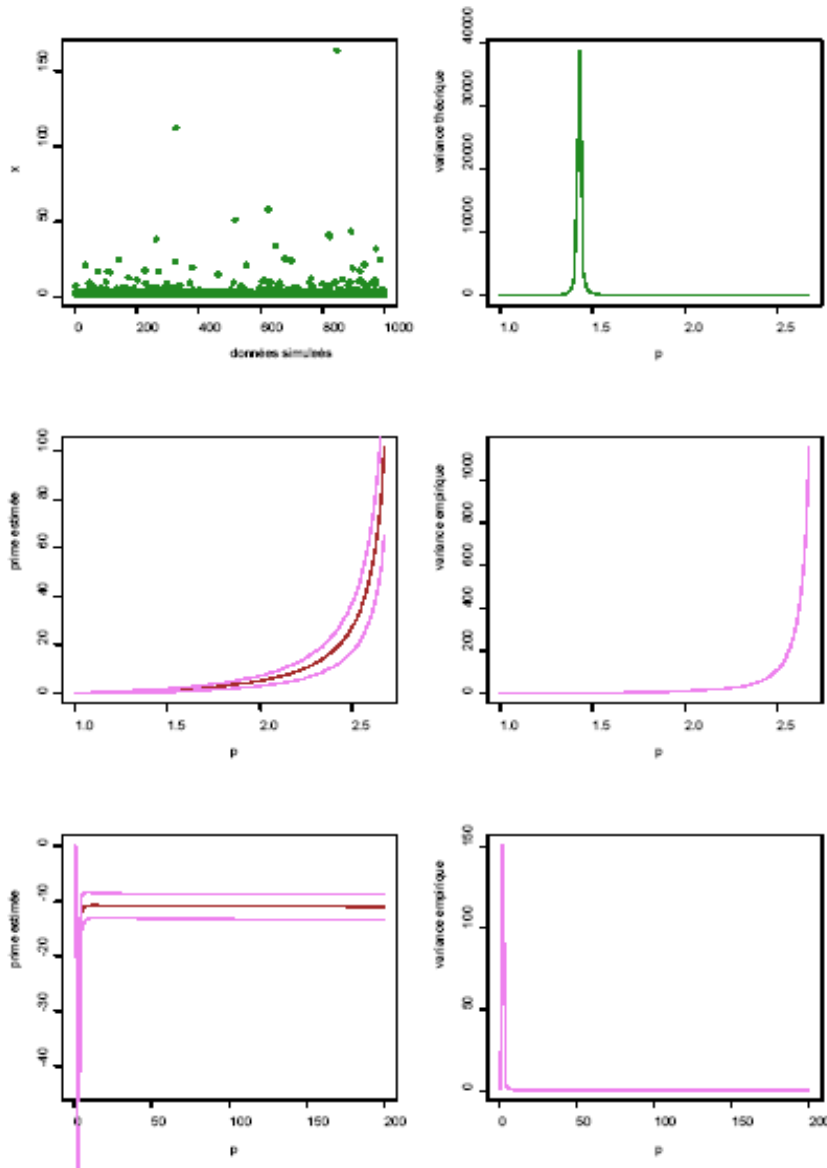 150
100
50
0
x
0 200 400 600 800 1000
données simuleés
40000
30000
20000
10000
0
variance théorique
1.0 1.5 2.0 2.5
p
100
80
60
40
20
0
prime estimée
1.0 1.5 2.0 2.5
p
1000
800
600
400
200
0
variance empirique
1.0 1.5 2.0 2.5
p
0
-10
-20
-30
-40
prime estimée
0 50 100 150 200
p
150
100
50
0
variance empirique
0 50 100 150 200
p